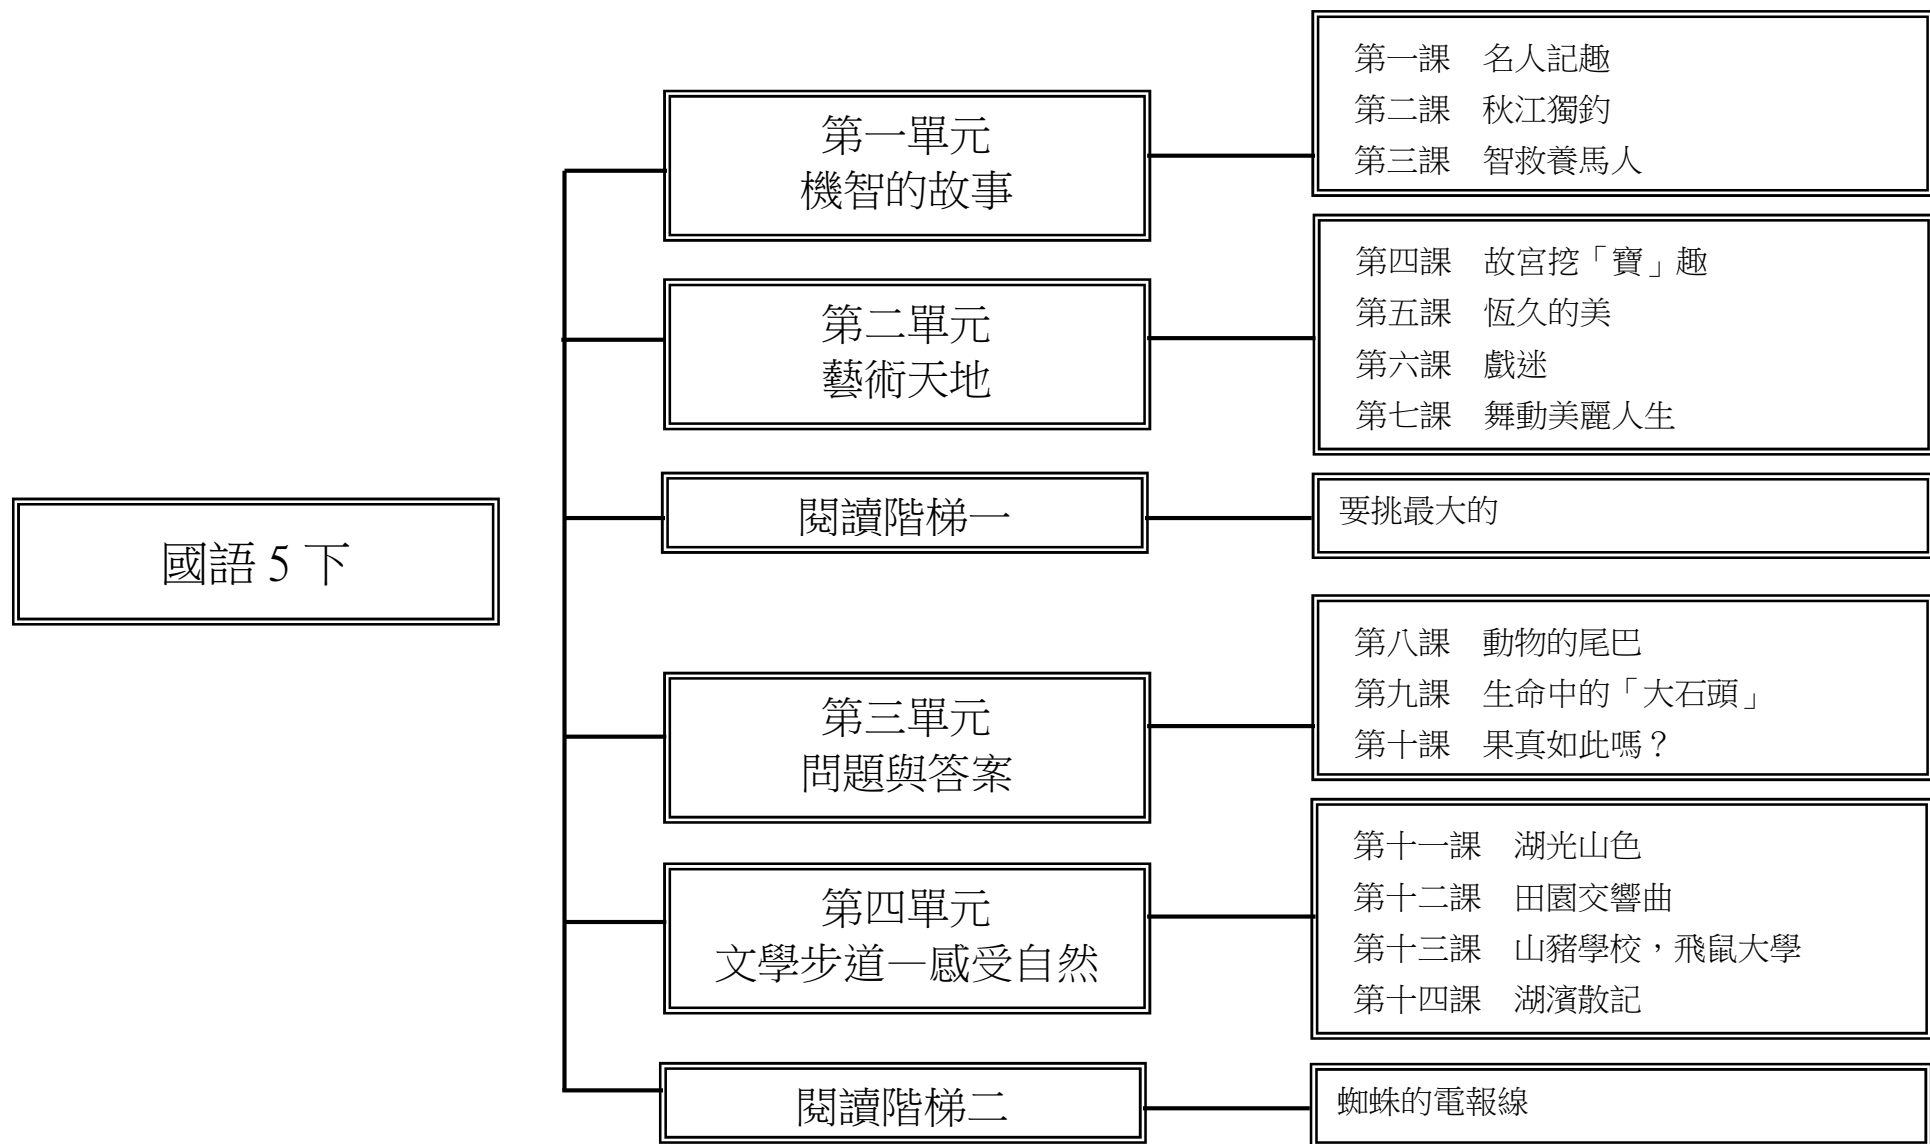 國語5下
第一單元
機智的故事
第一課　名人記趣
第二課　秋江獨釣
第三課　智救養馬人
第二單元
藝術天地
第四課　故宮挖「寶」趣
第五課　恆久的美
第六課　戲迷
第七課　舞動美麗人生
閱讀階梯一
要挑最大的
第三單元
問題與答案
第八課　動物的尾巴
第九課　生命中的「大石頭」
第十課　果真如此嗎？
第四單元
文學步道—感受自然
第十一課　湖光山色
第十二課　田園交響曲
第十三課　山豬學校，飛鼠大學
第十四課　湖濱散記
閱讀階梯二
蜘蛛的電報線